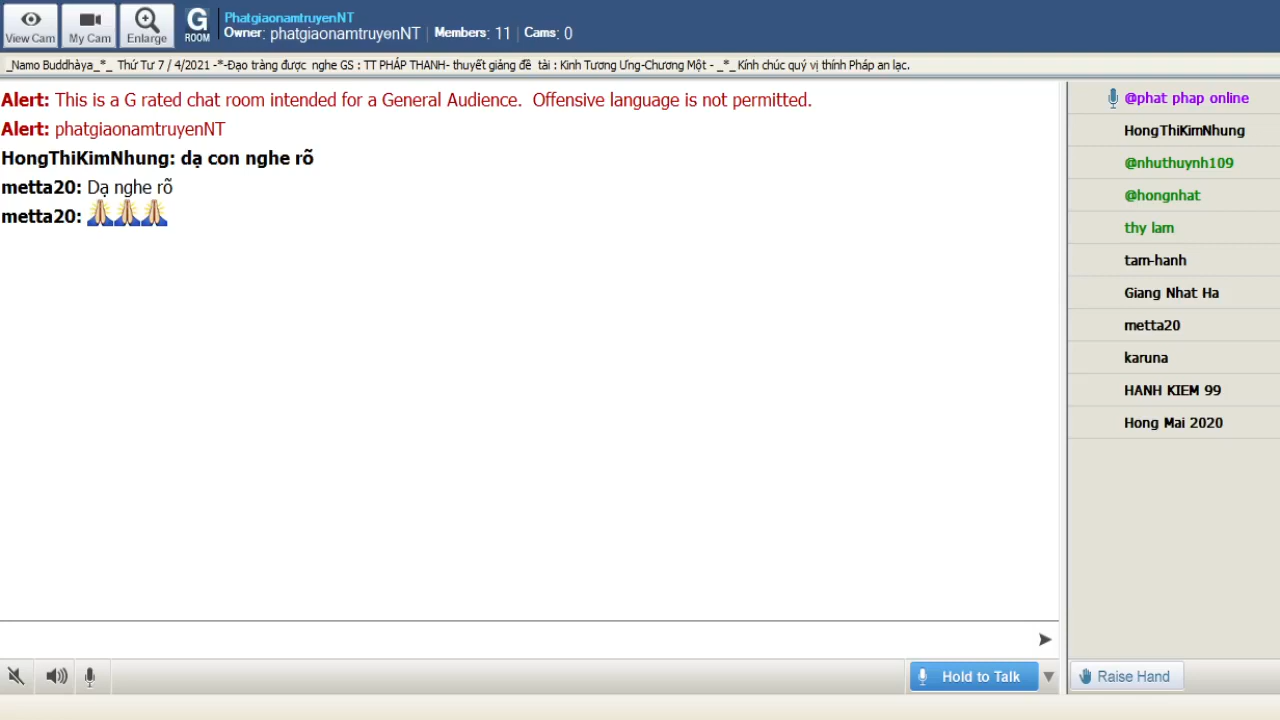 View Cam
My Cam
Enlarge
G
ROOM
PhatgiaonamtruyenNT
Owner: phatgiaonamtruyenNT | Members: 11 | Cams: 0
_Namo Buddhàya_*_ Thứ Tư 7 / 4/2021 -*-Đạo tràng được nghe GS : TT PHÁP THANH- thuyết giảng đề tài : Kinh Tương Ưng-Chương Một - _*_ Kính chúc quý vị thính Pháp an lạc.
Alert: This is a G rated chat room intended for a General Audience. Offensive language is not permitted.
Alert: phatgiaonamtruyenNT
HongThiKimNhung: dạ con nghe rõ
metta20: Dạ nghe rõ
metta20: 🙏🙏🙏
@phat phap online
HongThiKimNhung
@nhuthuynh109
@hongnhat
thy lam
tam-hanh
Giang Nhat Ha
metta20
karuna
HANH KIEM 99
Hong Mai 2020
Hold to Talk
Raise Hand